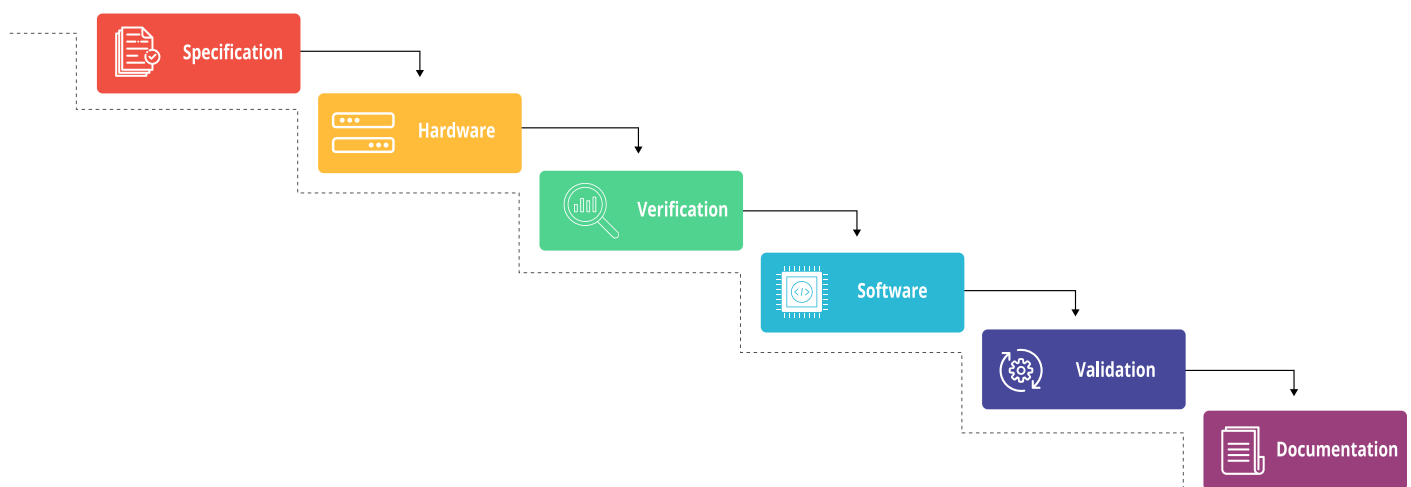 Specification
Hardware
Verification
Software
Validation
Documentation